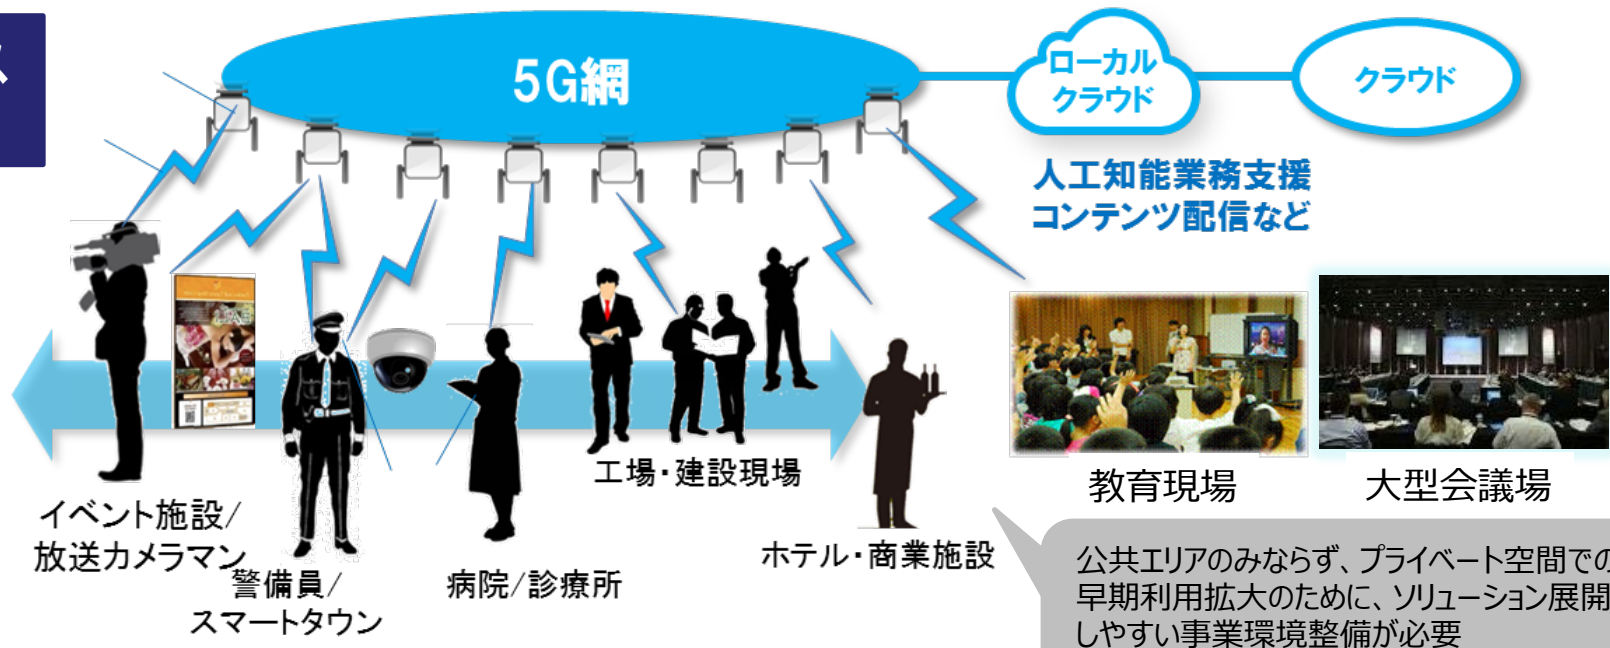 ス
5G網
ローカル
クラウド
クラウド
人工知能業務支援
コンテンツ配信など
イベント施設/
放送カメラマン
警備員/
スマートタウン
病院/診療所
工場・建設現場
ホテル・商業施設
教育現場
大型会議場
公共エリアのみならず、プライベート空間での
早期利用拡大のために、ソリューション展開
しやすい事業環境整備が必要